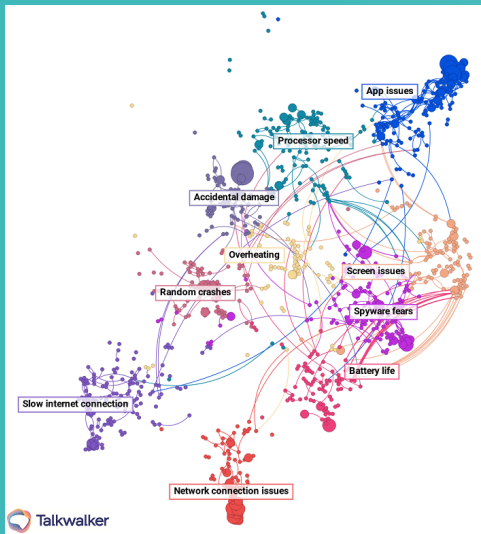 App issues
Processor speed
Accidental damage
Overheating
Screen issues
Random crashes
Spyware fears
Battery life
Slow internet connection
Network connection issues
Talkwalker